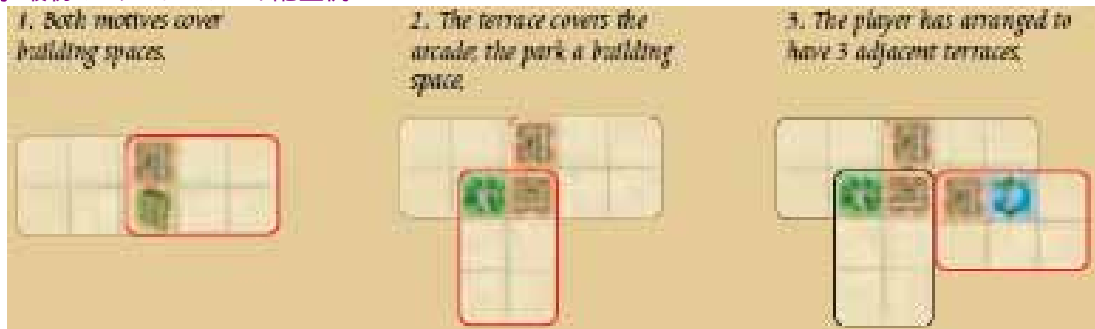 1. Both motives cover
building spaces.
2. The terrace covers the
arcade; the park a building
space.
3. The player has arranged to
have 3 adjacent terraces.